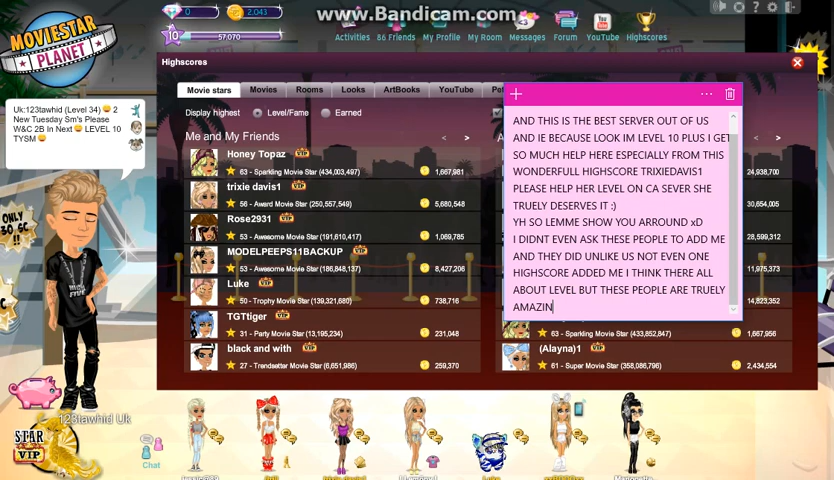 www.Bandicam.com
MOVIESTAR
PLANET
0
2,043
10
57,070
Activities
86 Friends
My Profile
My Room
Messages
Forum
YouTube
Highscores
Highscores
Movie stars
Movies
Rooms
Looks
ArtBooks
YouTube
Display highest
Level/Fame
Earned
Me and My Friends
< >
Honey Topaz VIP
63 - Sparkling Movie Star (434,003,497)
1,667,981
trixie davis1 VIP
56 - Award Movie Star (250,557,549)
5,680,548
Rose2931 VIP
53 - Awesome Movie Star (191,610,417)
1,069,785
MODELPEEPS11BACKUP VIP
53 - Awesome Movie Star (186,848,137)
8,427,206
Luke VIP
50 - Trophy Movie Star (139,321,680)
738,716
TGTtiger VIP
31 - Party Movie Star (13,195,234)
231,048
black and with VIP
27 - Trendsetter Movie Star (6,651,986)
259,370
AND THIS IS THE BEST SERVER OUT OF US
AND IE BECAUSE LOOK IM LEVEL 10 PLUS I GET
SO MUCH HELP HERE ESPECIALLY FROM THIS
WONDERFULL HIGHSCORE TRIXIEDAVIS1
PLEASE HELP HER LEVEL ON CA SEVER SHE
TRUELY DESERVES IT :)
YH SO LEMME SHOW YOU ARROUND xD
I DIDNT EVEN ASK THESE PEOPLE TO ADD ME
AND THEY DID UNLIKE US NOT EVEN ONE
HIGHSCORE ADDED ME I THINK THERE ALL
ABOUT LEVEL BUT THESE PEOPLE ARE TRUELY
AMAZIN
< >
24,938,700
30,654,005
28,599,312
11,975,373
14,823,352
63 - Sparkling Movie Star (433,852,847)
1,667,956
(Alayna)1 VIP
61 - Super Movie Star (358,086,796)
2,434,554
Uk:123tawhid (Level 34) 2
New Tuesday Sm's Please
W&C 2B In Next LEVEL 10
TYSM
ONLY
30 SC
HIGH
FIVE
123tawhid Uk
STAR
VIP
Chat
Luke